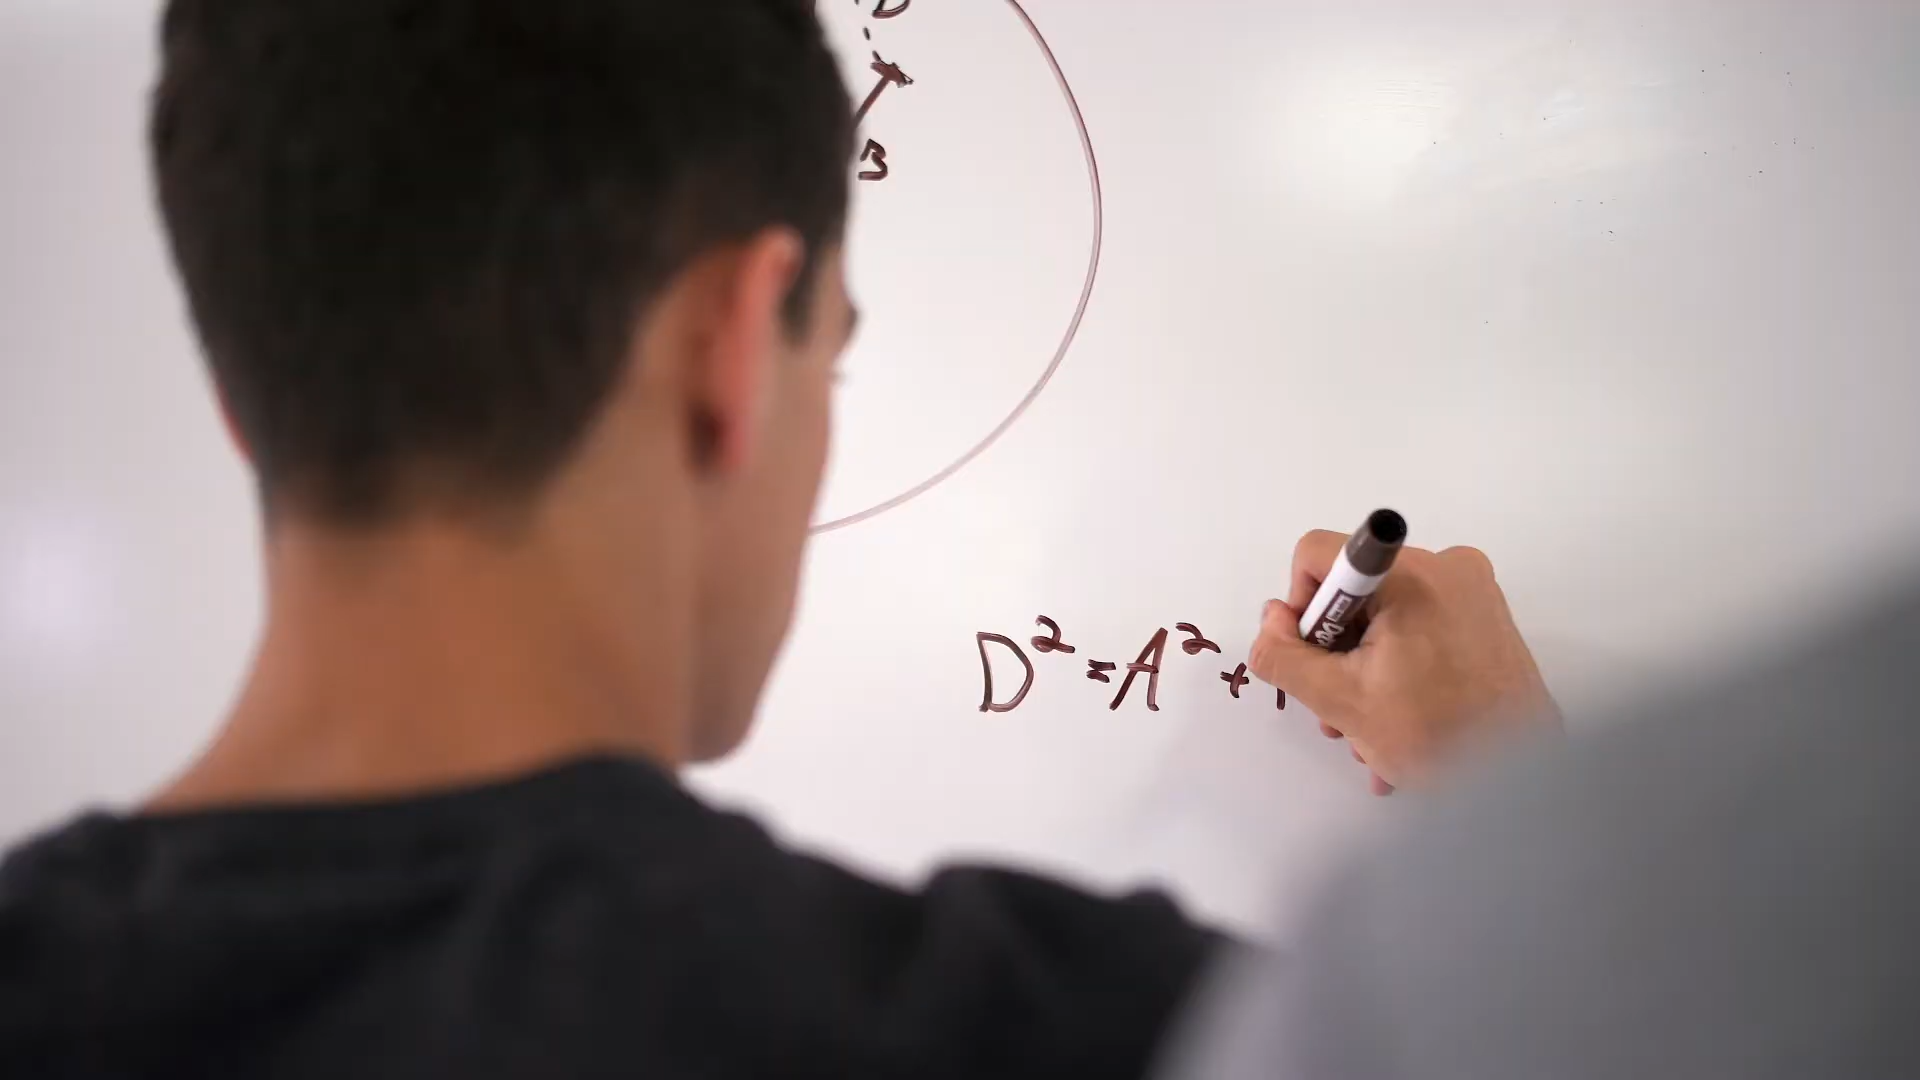 D
B
D² = A² +